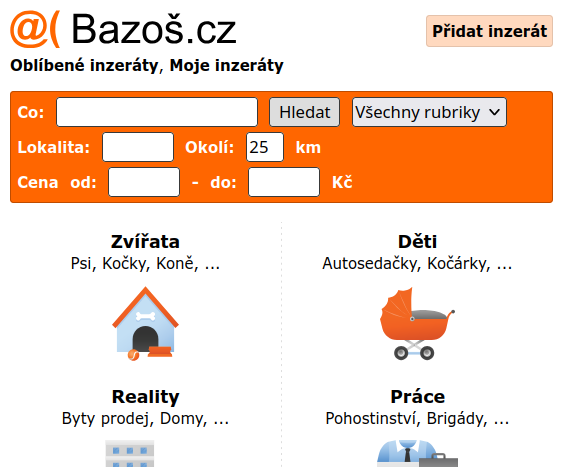 @( Bazoš.cz
Přidat inzerát
Oblíbené inzeráty, Moje inzeráty
Co: Hledat Všechny rubriky
Lokalita: Okolí: 25 km
Cena od: - do: Kč
Zvířata
Psi, Kočky, Koně, ...
Děti
Autosedačky, Kočárky, ...
Reality
Byty prodej, Domy, ...
Práce
Pohostinství, Brigády, ...